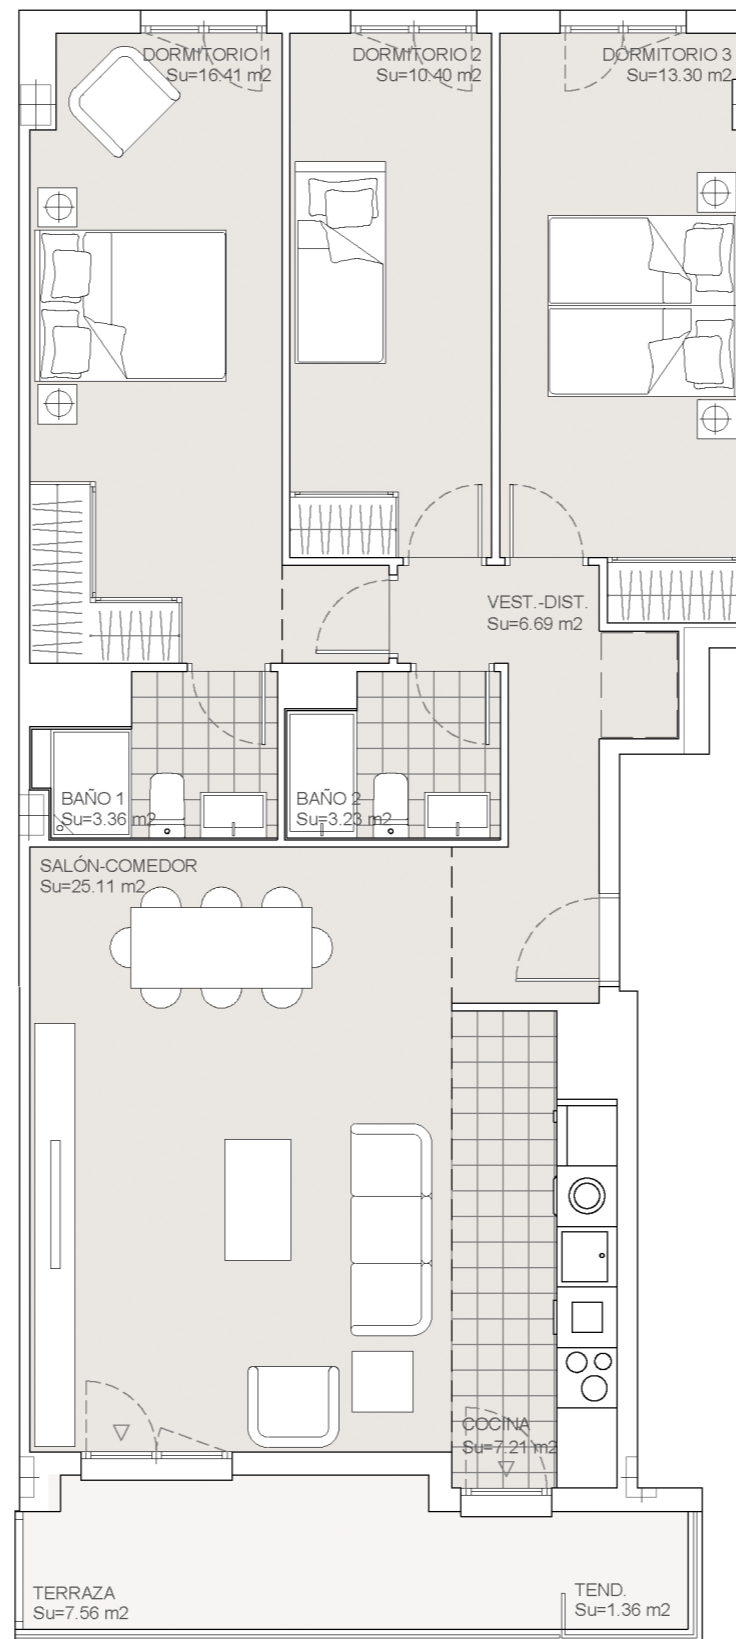 DORMITORIO 1
Su=16.41 m2
DORMITORIO 2
Su=10.40 m2
DORMITORIO 3
Su=13.30 m2
VEST.-DIST.
Su=6.69 m2
BAÑO 1
Su=3.36 m2
BAÑO 2
Su=3.23 m2
SALÓN-COMEDOR
Su=25.11 m2
COCINA
Su=7.21 m2
TERRAZA
Su=7.56 m2
TEND.
Su=1.36 m2